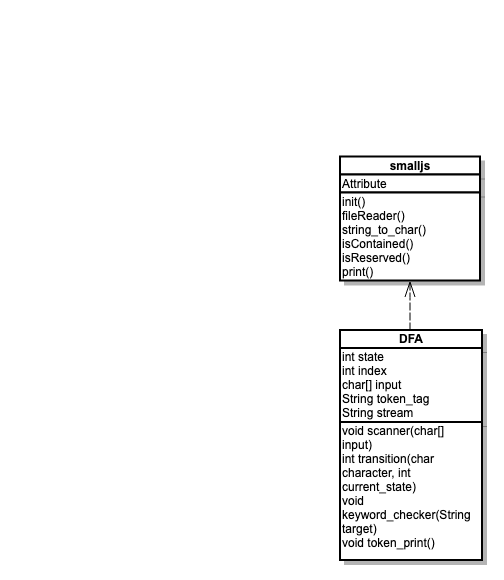 smalljs
Attribute
init()
fileReader()
string_to_char()
isContained()
isReserved()
print()
DFA
int state
int index
char[] input
String token_tag
String stream
void scanner(char[]
input)
int transition(char
character, int
current_state)
void
keyword_checker(String
target)
void token_print()